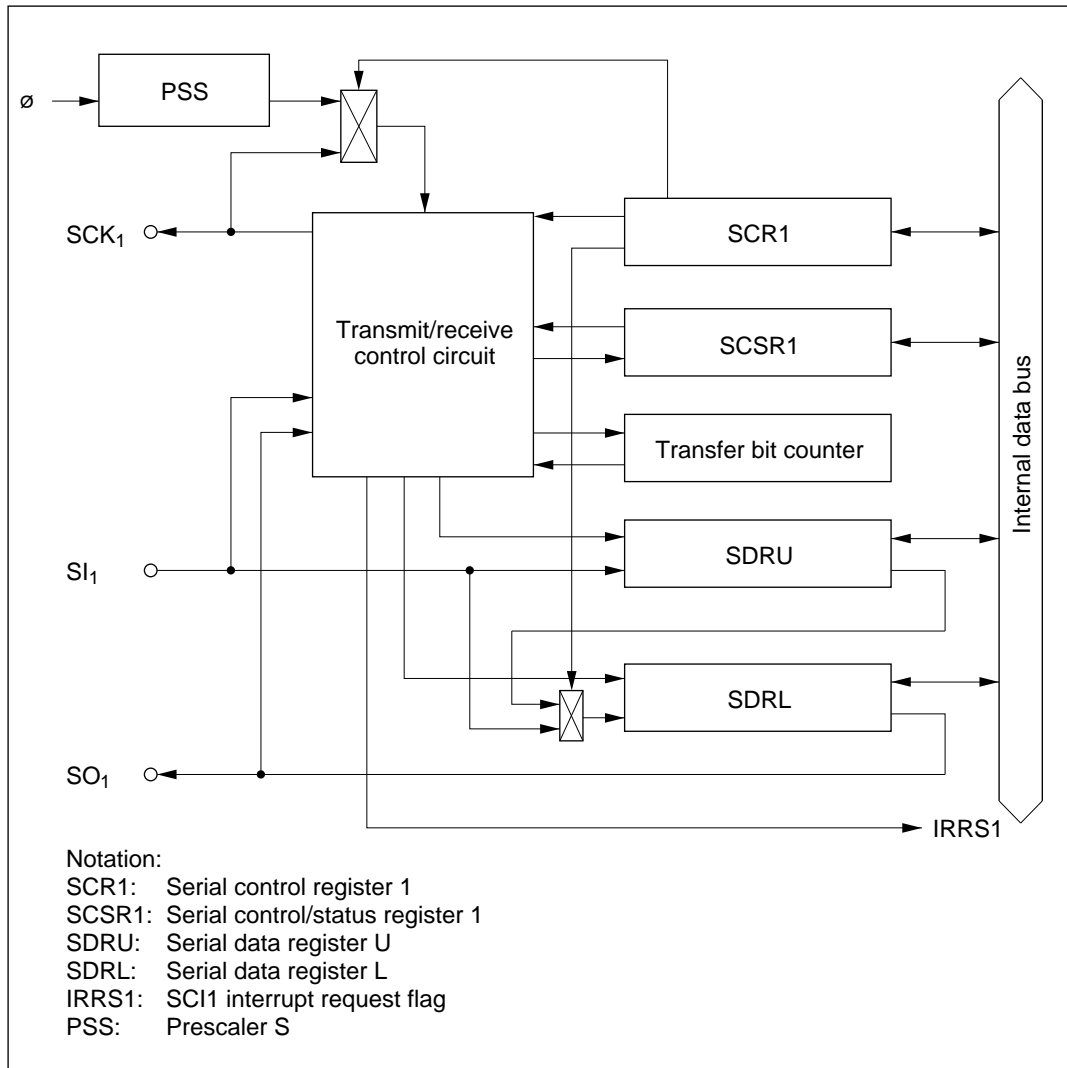 PSS
ø
SCK1
SCR1
Transmit/receive
control circuit
SCSR1
Transfer bit counter
Internal data bus
SI1
SDRU
SDRL
SO1
IRRS1
Notation:
SCR1: Serial control register 1
SCSR1: Serial control/status register 1
SDRU: Serial data register U
SDRL: Serial data register L
IRRS1: SCI1 interrupt request flag
PSS: Prescaler S